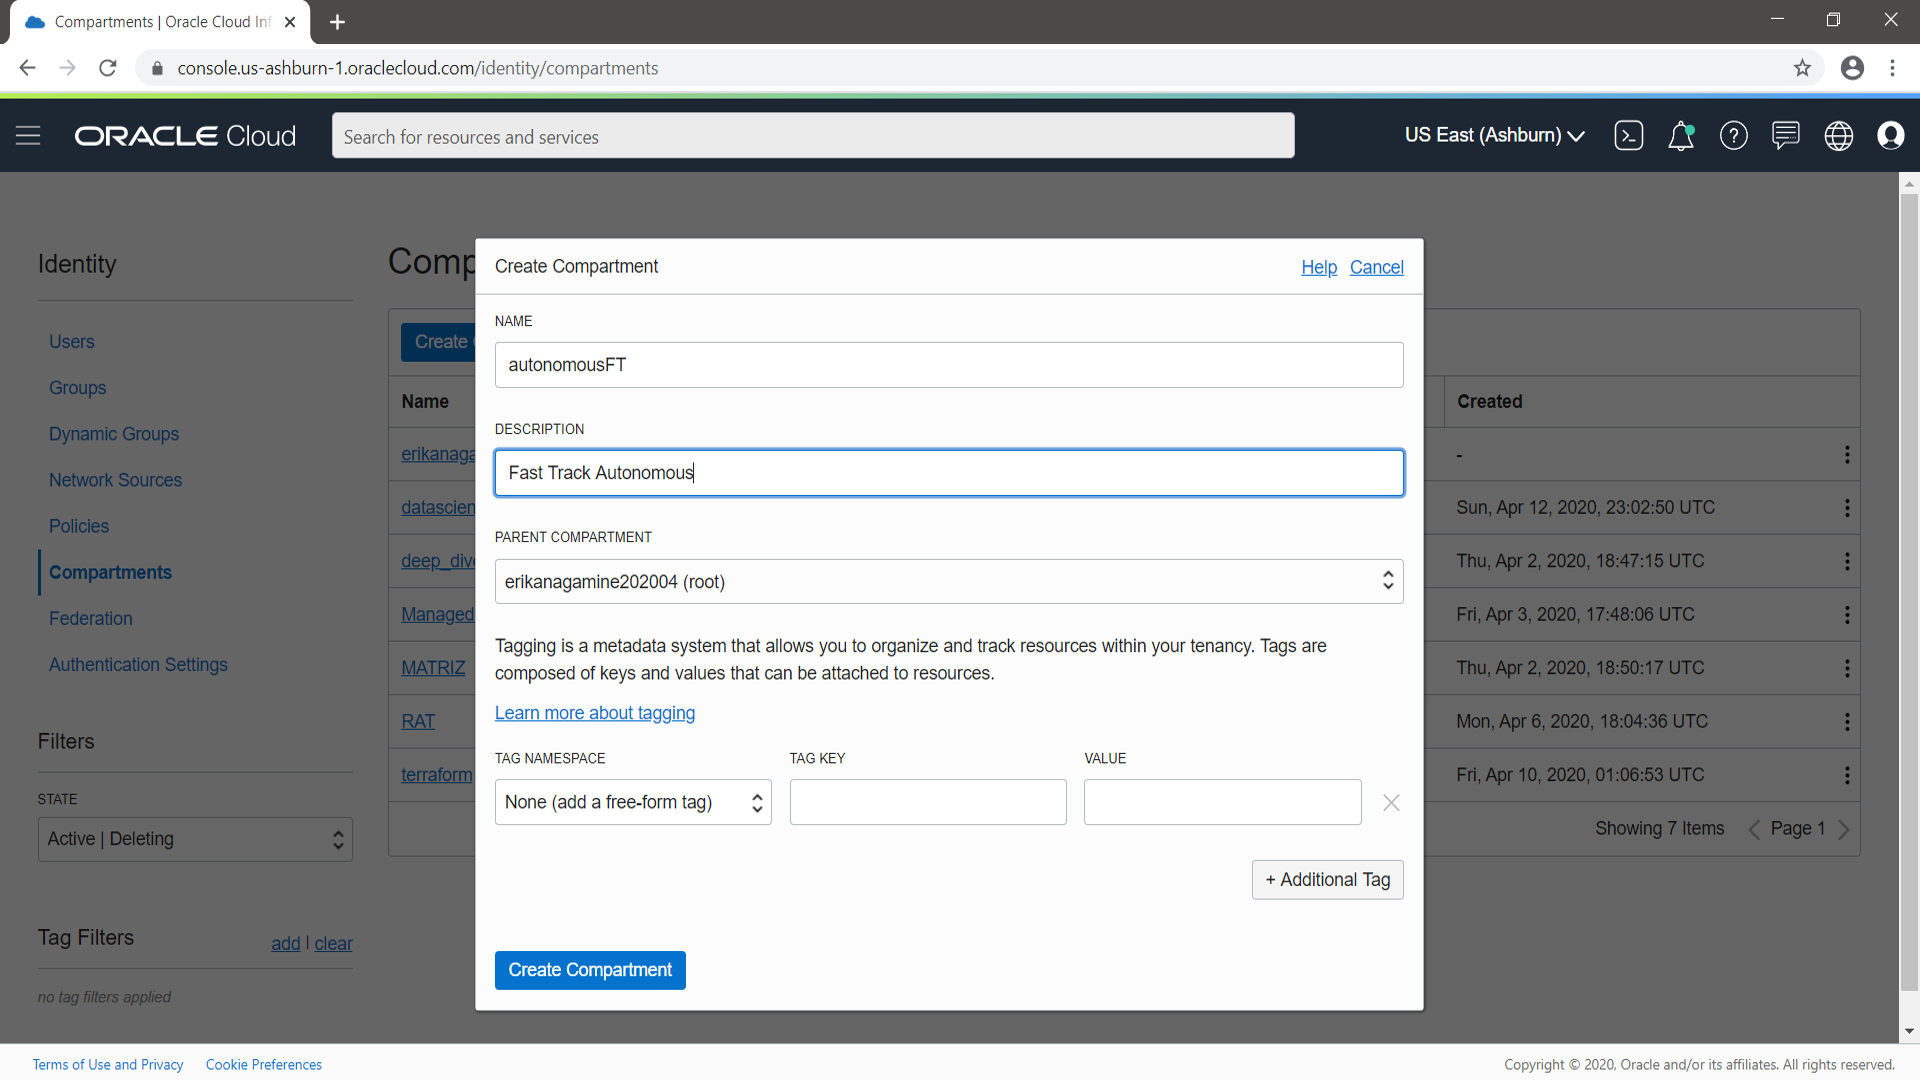 Compartments | Oracle Cloud Inf
console.us-ashburn-1.oraclecloud.com/identity/compartments
ORACLE Cloud
Search for resources and services
US East (Ashburn)
Identity
Users
Groups
Dynamic Groups
Network Sources
Policies
Compartments
Federation
Authentication Settings
Filters
STATE
Active | Deleting
Tag Filters
add | clear
no tag filters applied
Comp
Create
Name
Created
erikanaga
-
datascien
Sun, Apr 12, 2020, 23:02:50 UTC
deep_dive
Thu, Apr 2, 2020, 18:47:15 UTC
Managed
Fri, Apr 3, 2020, 17:48:06 UTC
MATRIZ
Thu, Apr 2, 2020, 18:50:17 UTC
RAT
Mon, Apr 6, 2020, 18:04:36 UTC
terraform
Fri, Apr 10, 2020, 01:06:53 UTC
Showing 7 Items
Page 1
Create Compartment
Help Cancel
NAME
autonomousFT
DESCRIPTION
Fast Track Autonomous
PARENT COMPARTMENT
erikanagamine202004 (root)
Tagging is a metadata system that allows you to organize and track resources within your tenancy. Tags are
composed of keys and values that can be attached to resources.
Learn more about tagging
TAG NAMESPACE TAG KEY VALUE
None (add a free-form tag)
+ Additional Tag
Create Compartment
Terms of Use and Privacy Cookie Preferences
Copyright © 2020, Oracle and/or its affiliates. All rights reserved.